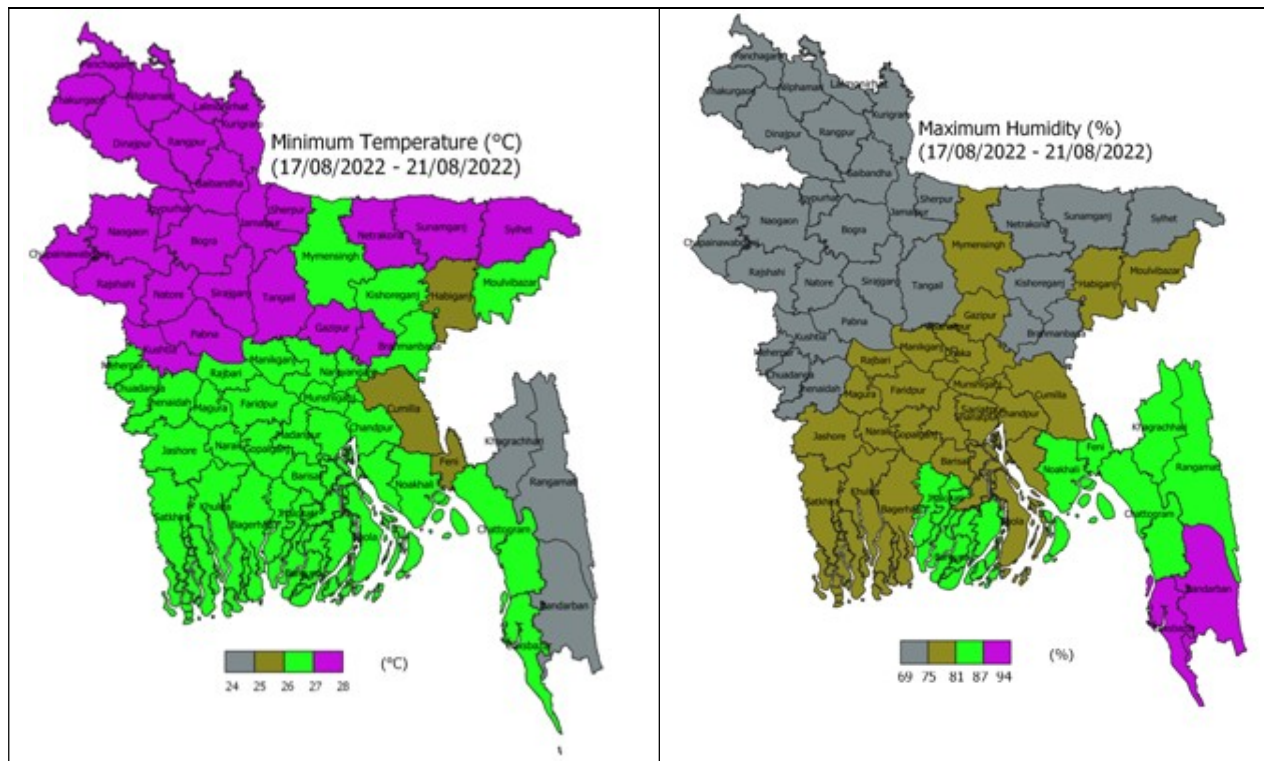 Panchagarh
Thakurgaon
Nilphamari
Lalmonirhat
Kurigram
Dinajpur
Rangpur
Minimum Temperature (°C)
(17/08/2022 - 21/08/2022)
Gaibandha
Joypurhat
Sherpur
Jamalpur
Naogaon
Bogra
Netrakona
Sunamganj
Sylhet
Mymensingh
Chapainawabganj
Rajshahi
Natore
Sirajganj
Tangail
Kishoreganj
Habiganj
Moulvibazar
Pabna
Gazipur
Kushtia
Brahmanbaria
Meherpur
Manikganj
Rajbari
Narayanganj
Chuadanga
Jhenaidah
Magura
Faridpur
Munshiganj
Cumilla
Jashore
Narail
Gopalganj
Madaripur
Chandpur
Khagrachhari
Barisal
Feni
Noakhali
Rangamati
Satkhira
Khulna
Bagerhat
Bhola
Chattogram
Bandarban
24 25 26 27 28
(°C)
Panchagarh
Thakurgaon
Nilphamari
Lalmonirhat
Kurigram
Dinajpur
Rangpur
Maximum Humidity (%)
(17/08/2022 - 21/08/2022)
Gaibandha
Joypurhat
Sherpur
Jamalpur
Naogaon
Bogra
Netrakona
Sunamganj
Sylhet
Mymensingh
Chapainawabganj
Rajshahi
Natore
Sirajganj
Tangail
Kishoreganj
Habiganj
Moulvibazar
Pabna
Gazipur
Kushtia
Brahmanbaria
Meherpur
Manikganj
Dhaka
Rajbari
Chuadanga
Jhenaidah
Magura
Faridpur
Munshiganj
Cumilla
Chandpur
Jashore
Narail
Gopalganj
Khagrachhari
Barisal
Feni
Noakhali
Rangamati
Satkhira
Khulna
Bagerhat
Bhola
Chattogram
Bandarban
69 75 81 87 94
(%)